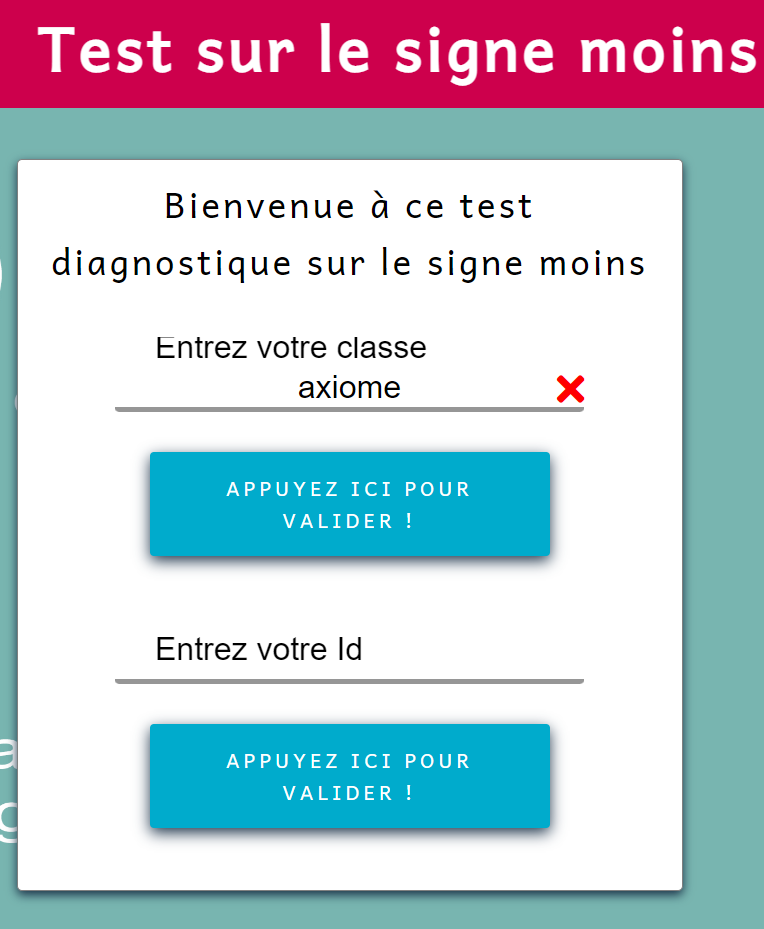 Test sur le signe moins
Bienvenue à ce test
diagnostique sur le signe moins
Entrez votre classe
axiome
APPUYEZ ICI POUR
VALIDER !
Entrez votre Id
APPUYEZ ICI POUR
VALIDER !